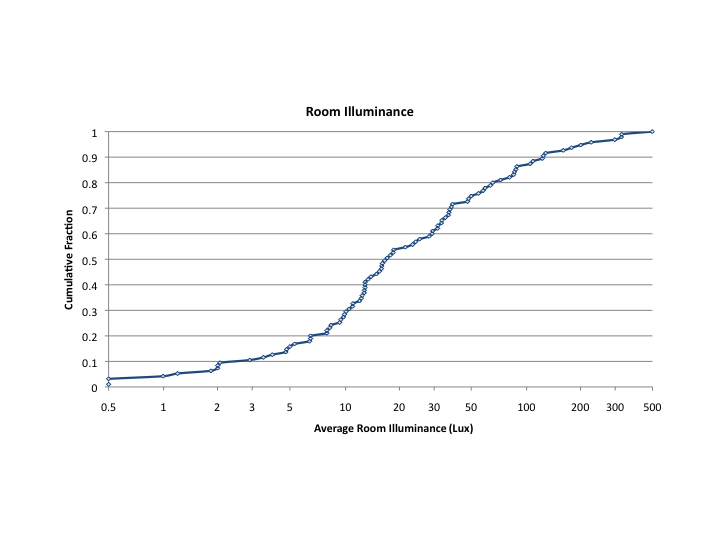 Room Illuminance
1
0.9
0.8
0.7
0.6
0.5
0.4
0.3
0.2
0.1
0
Cumulative Fraction
0.5 1 2 3 5 10 20 30 50 100 200 300 500
Average Room Illuminance (Lux)